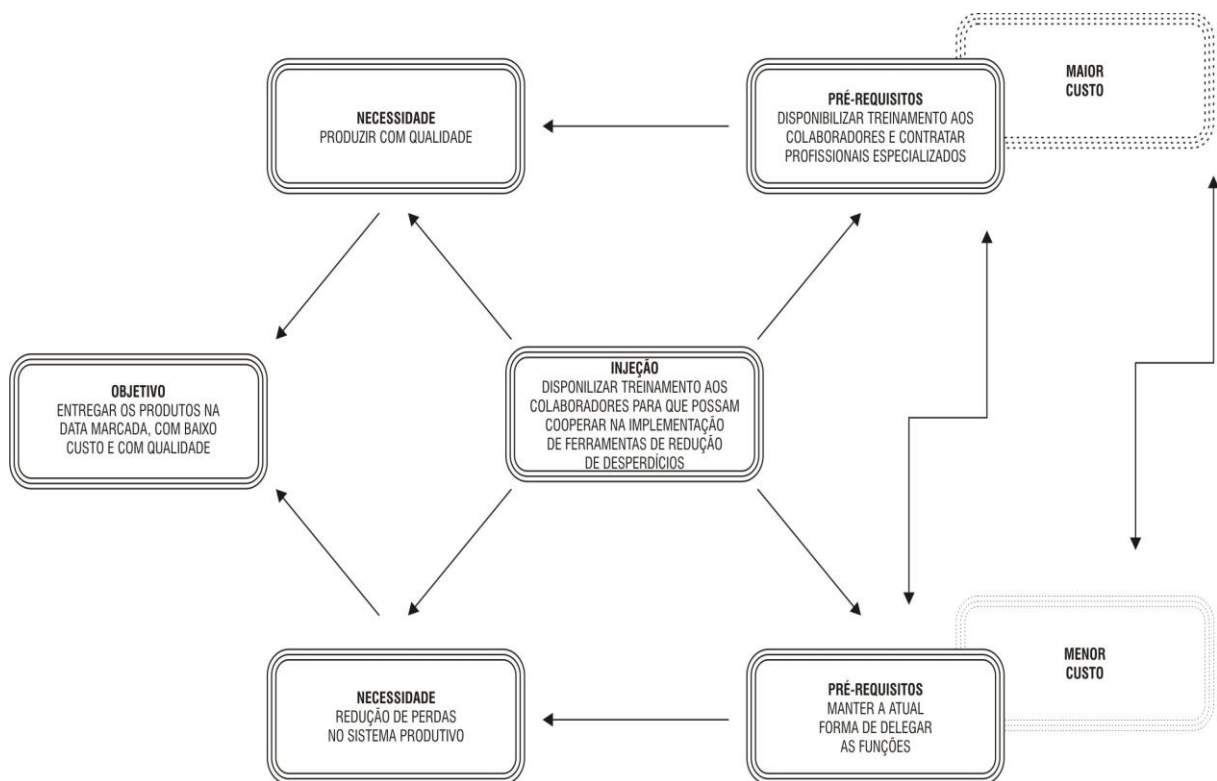 MAIOR
CUSTO
NECESSIDADE
PRODUZIR COM QUALIDADE
PRÉ-REQUISITOS
DISPONIBILIZAR TREINAMENTO AOS
COLABORADORES E CONTRATAR
PROFISSIONAIS ESPECIALIZADOS
OBJETIVO
ENTREGAR OS PRODUTOS NA
DATA MARCADA, COM BAIXO
CUSTO E COM QUALIDADE
INJEÇÃO
DISPONILIZAR TREINAMENTO AOS
COLABORADORES PARA QUE POSSAM
COOPERAR NA IMPLEMENTAÇÃO
DE FERRAMENTAS DE REDUÇÃO
DE DESPERDÍCIOS
MENOR
CUSTO
NECESSIDADE
REDUÇÃO DE PERDAS
NO SISTEMA PRODUTIVO
PRÉ-REQUISITOS
MANTER A ATUAL
FORMA DE DELEGAR
AS FUNÇÕES